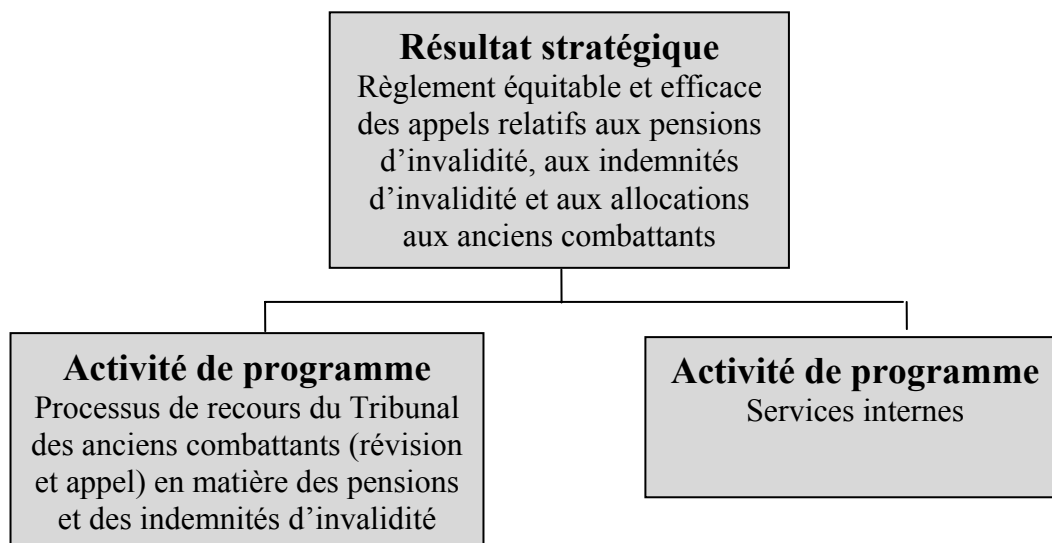 Résultat stratégique
Règlement équitable et efficace
des appels relatifs aux pensions
d’invalidité, aux indemnités
d’invalidité et aux allocations
aux anciens combattants
Activité de programme
Processus de recours du Tribunal
des anciens combattants (révision
et appel) en matière des pensions
et des indemnités d’invalidité
Activité de programme
Services internes